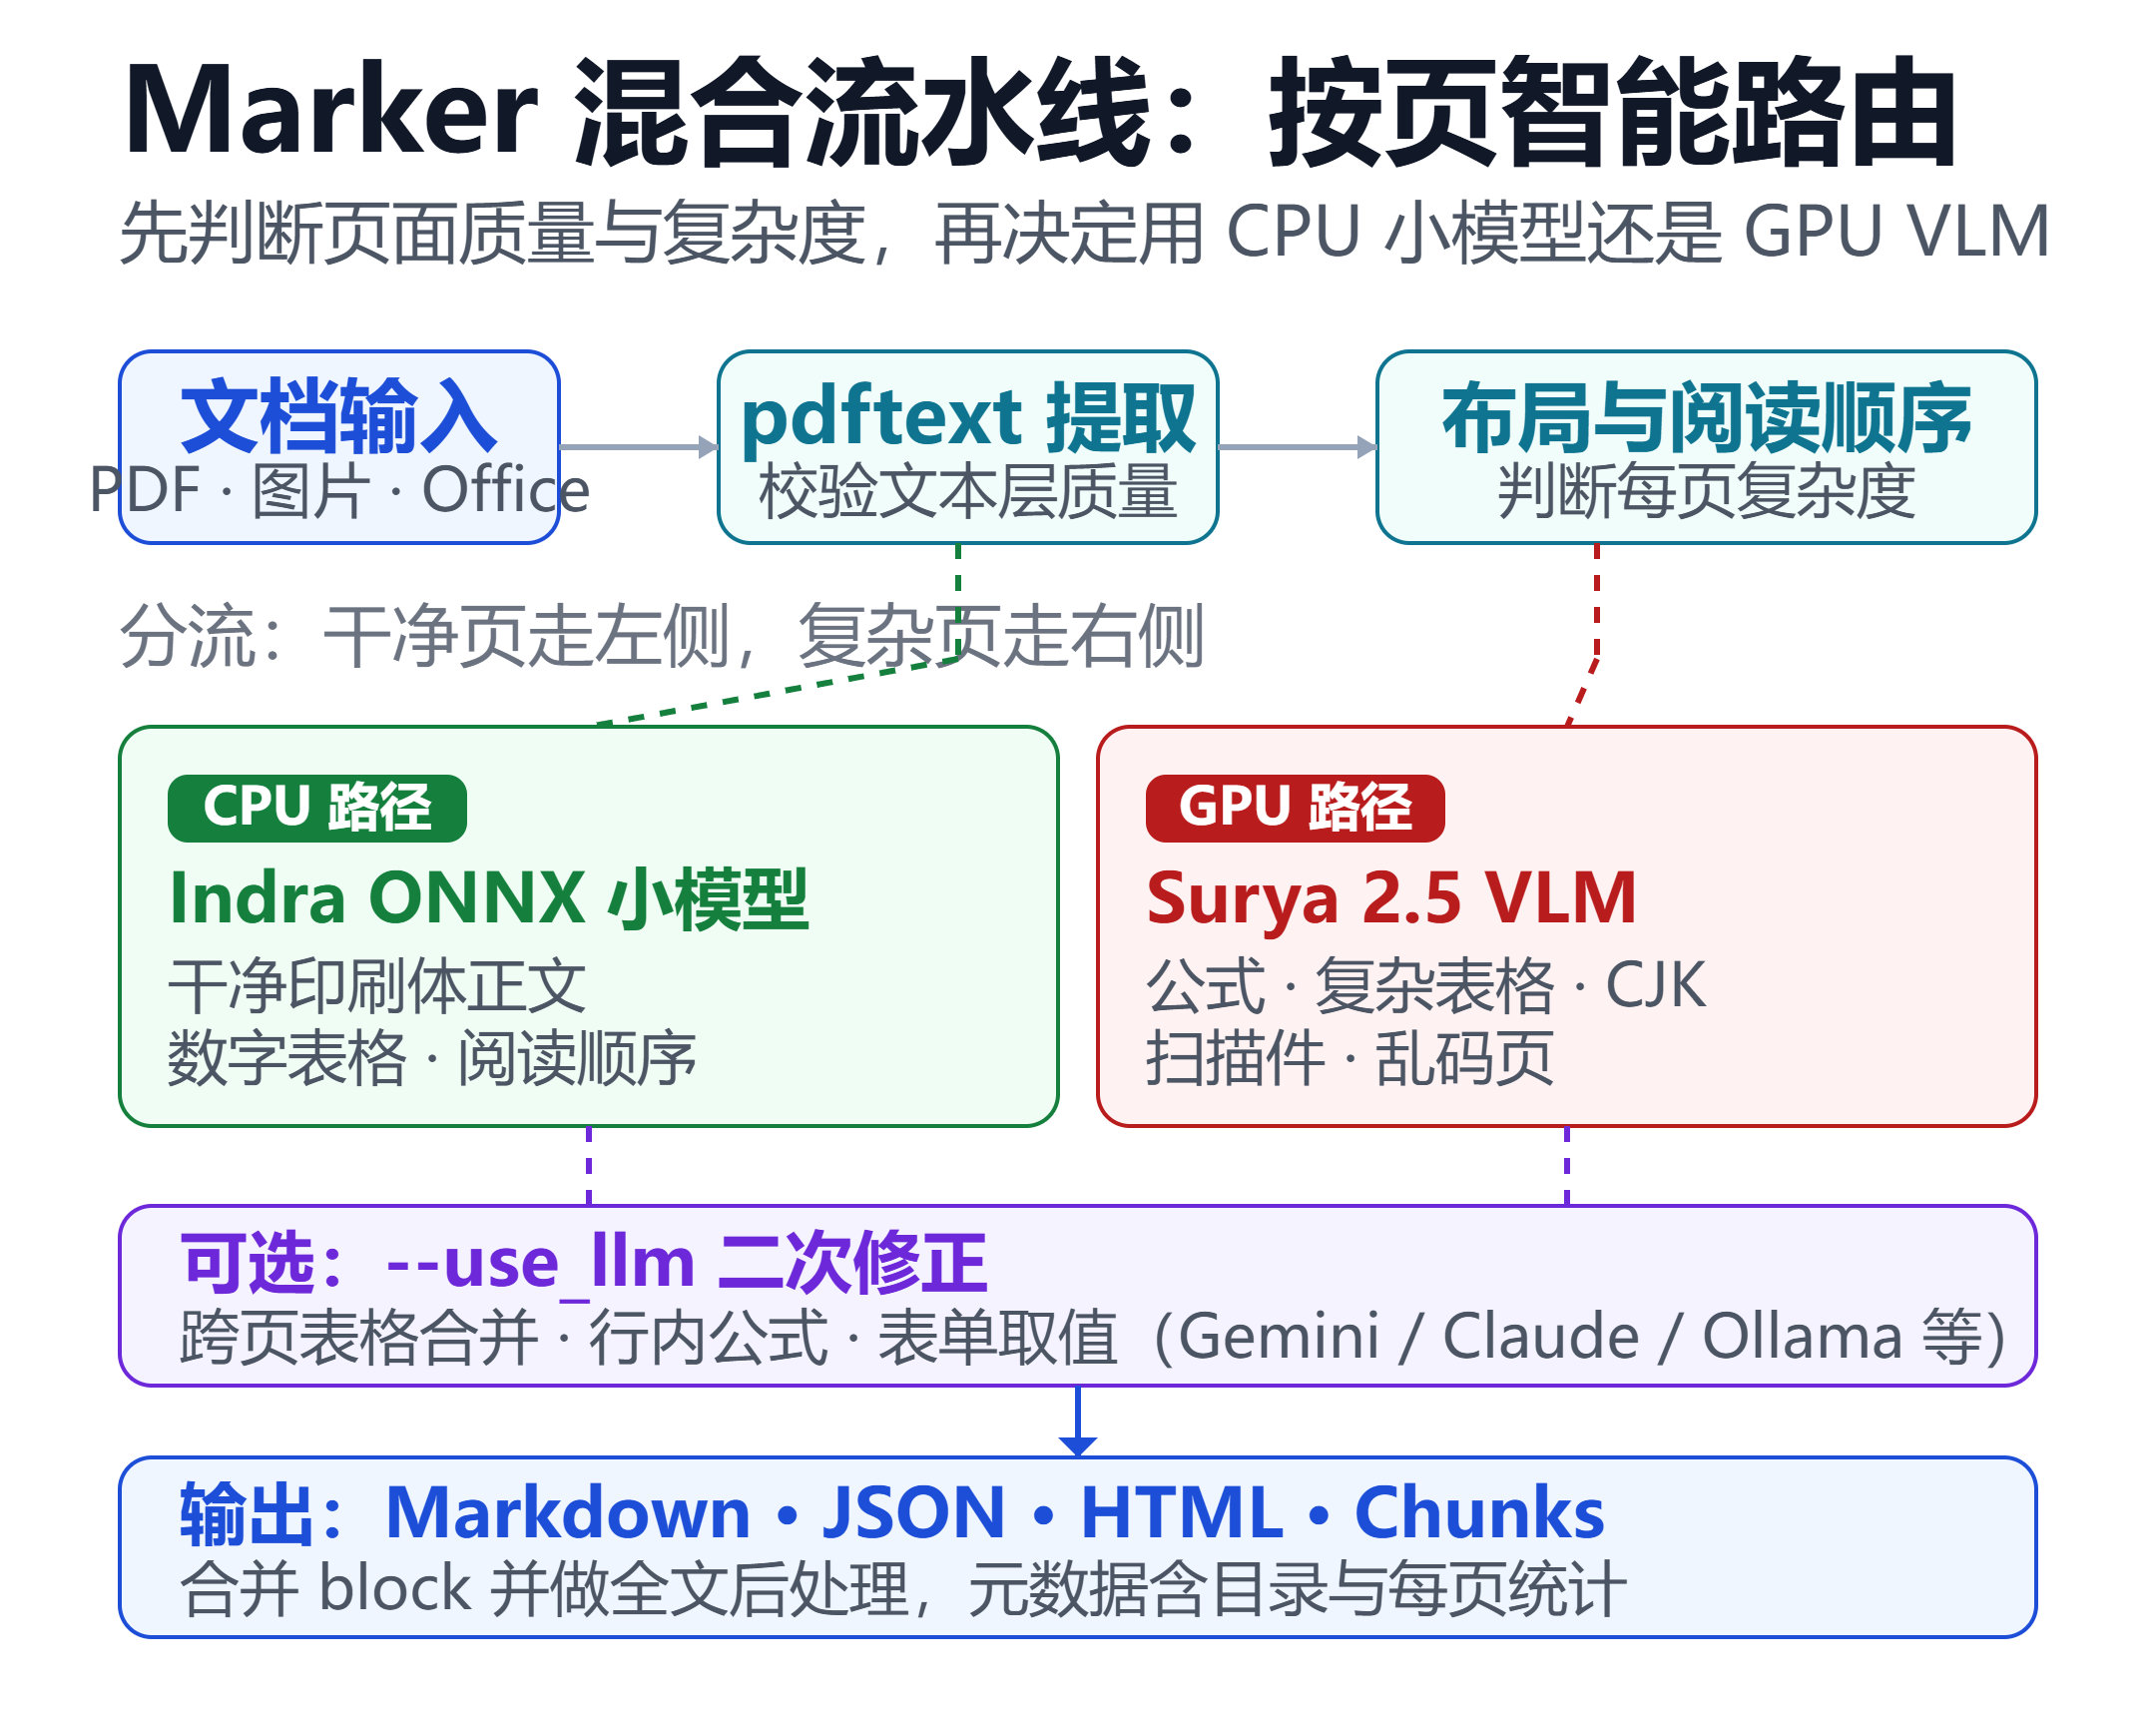 Marker 混合流水线：按页智能路由
先判断页面质量与复杂度，再决定用 CPU 小模型还是 GPU VLM
文档输入
PDF · 图片 · Office
pdftext 提取
校验文本层质量
布局与阅读顺序
判断每页复杂度
分流：干净页走左侧，复杂页走右侧
CPU 路径
Indra ONNX 小模型
干净印刷体正文
数字表格 · 阅读顺序
GPU 路径
Surya 2.5 VLM
公式 · 复杂表格 · CJK
扫描件 · 乱码页
可选：--use_llm 二次修正
跨页表格合并 · 行内公式 · 表单取值（Gemini / Claude / Ollama 等）
输出：Markdown · JSON · HTML · Chunks
合并 block 并做全文后处理，元数据含目录与每页统计